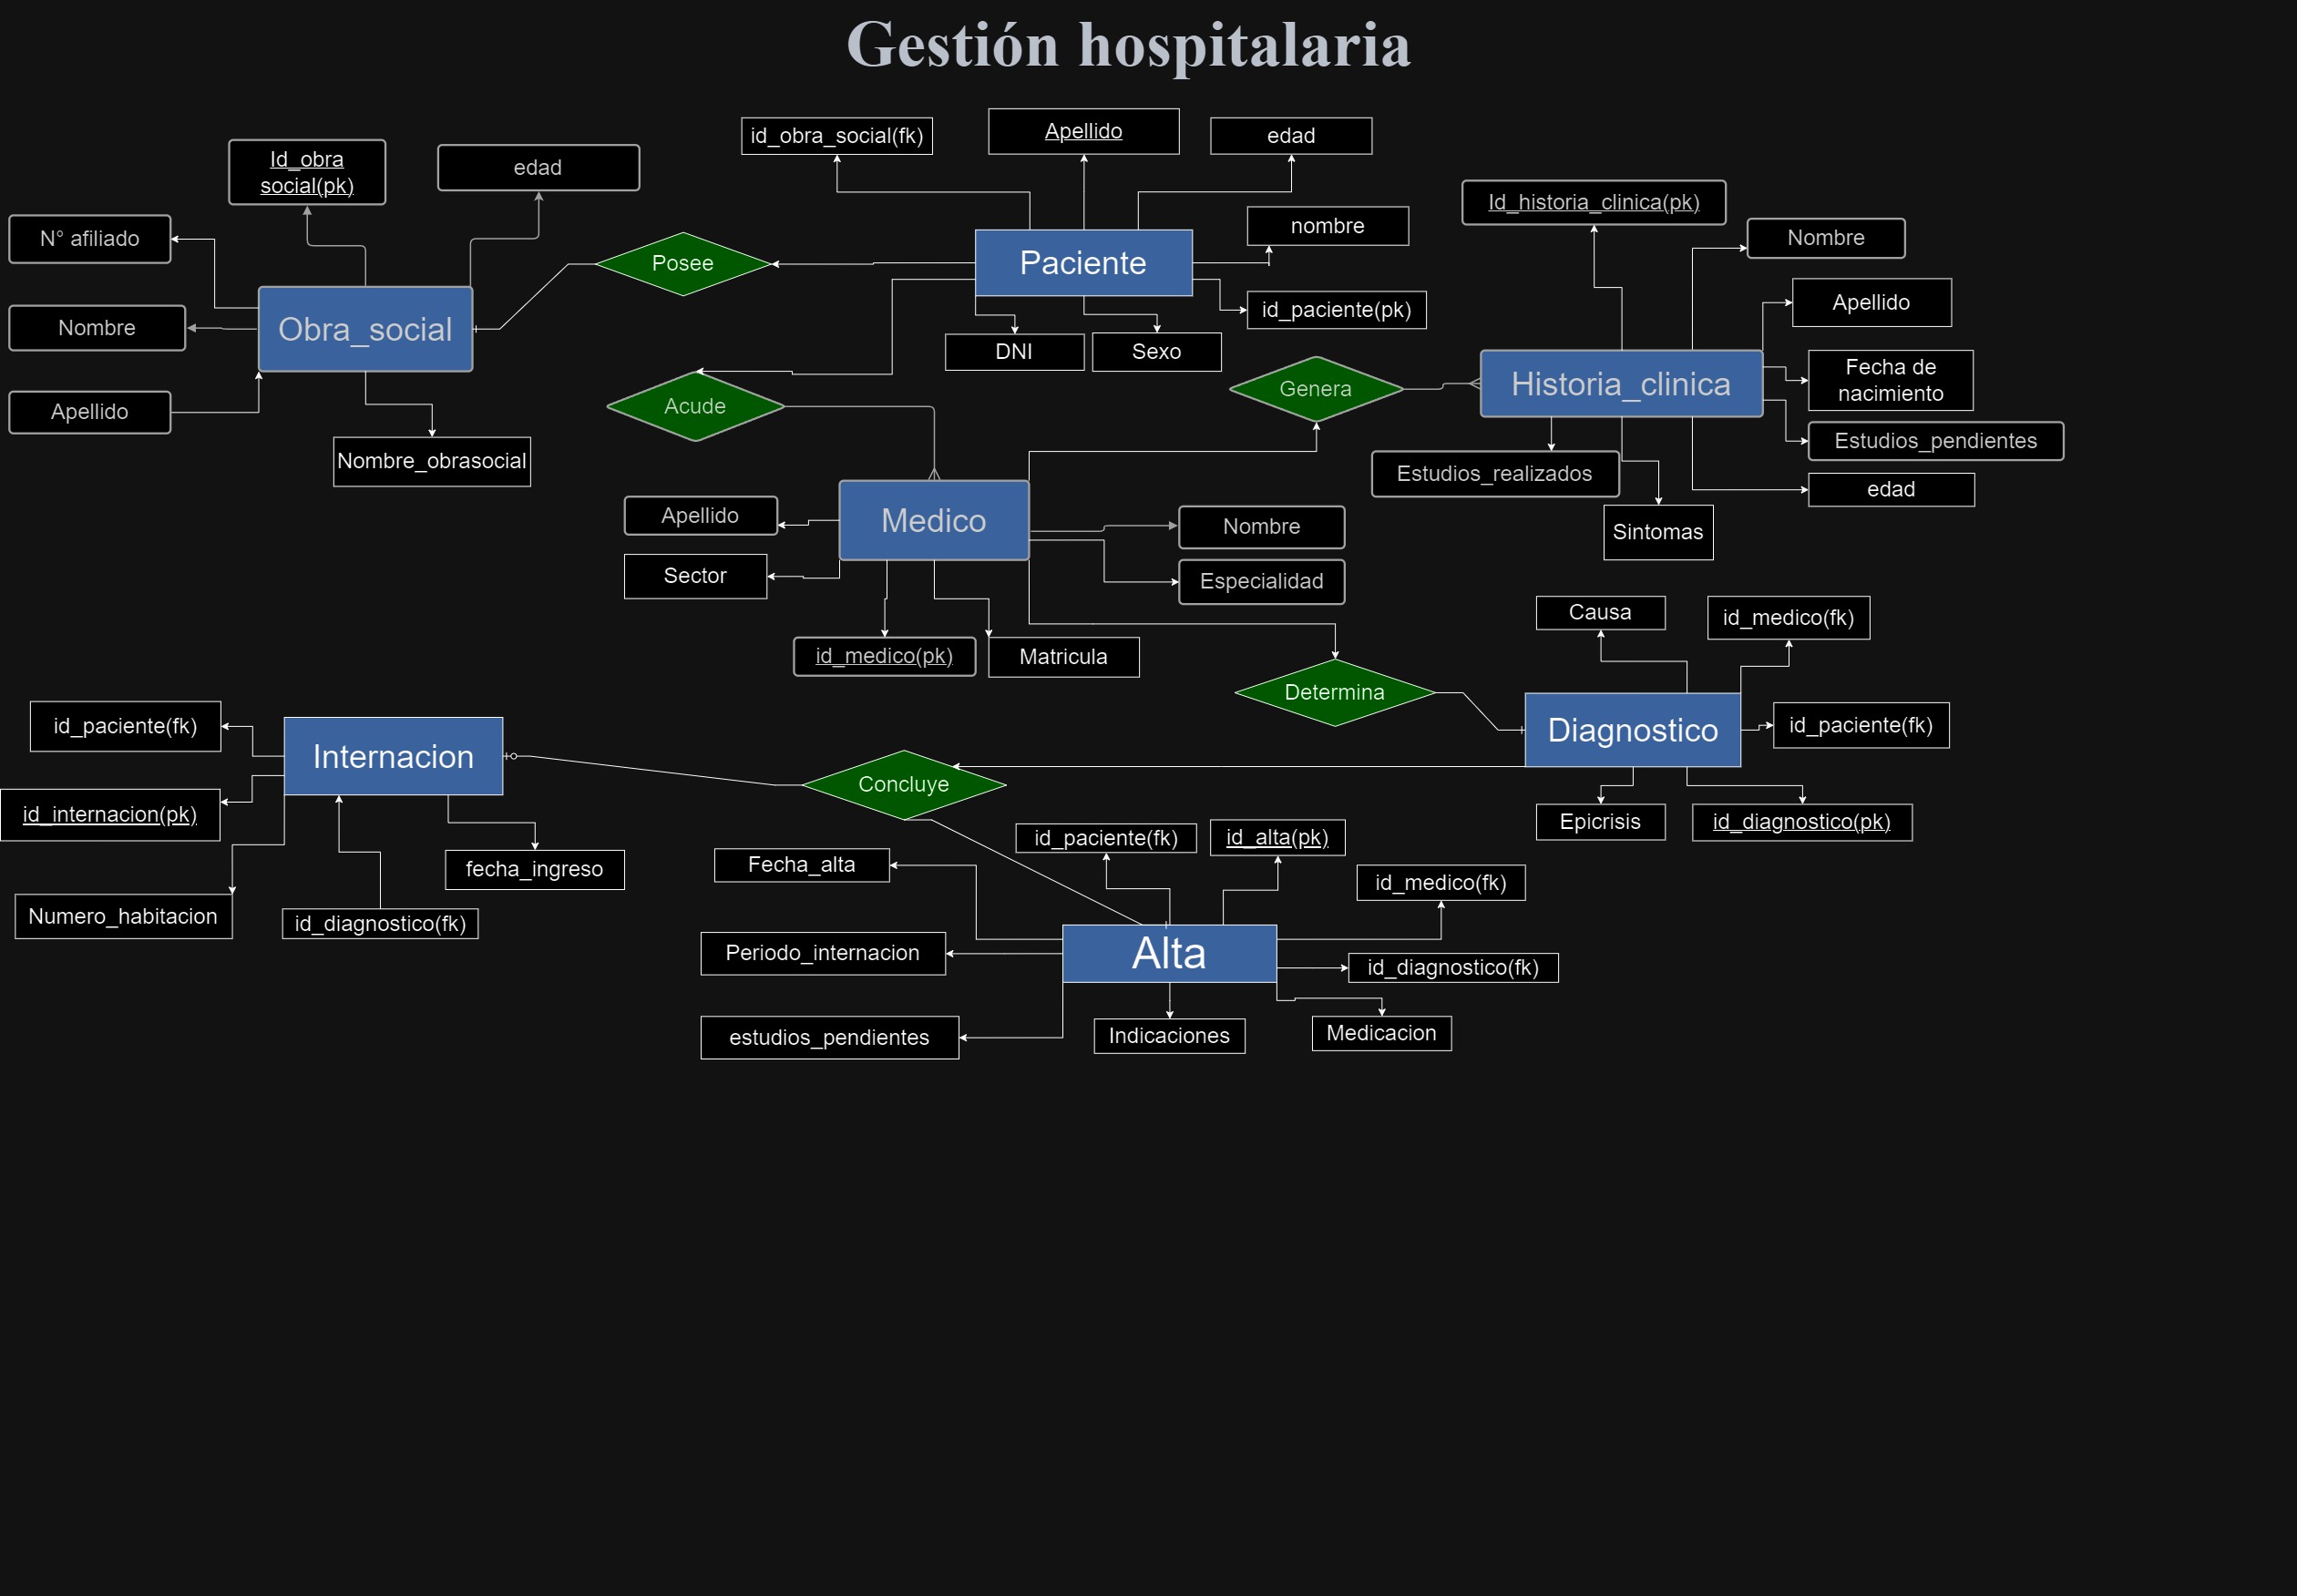 Gestión hospitalaria
id_obra_social(fk)
Apellido
edad
Id_obra
social(pk)
edad
Id_historia_clinica(pk)
nombre
N° afiliado
Nombre
Posee
Paciente
Apellido
id_paciente(pk)
Nombre
Obra_social
DNI
Sexo
Fecha de
nacimiento
Genera
Historia_clinica
Apellido
Acude
Estudios_pendientes
Nombre_obrasocial
Estudios_realizados
edad
Apellido
Medico
Nombre
Sintomas
Sector
Especialidad
Causa
id_medico(fk)
id_medico(pk)
Matricula
Determina
id_paciente(fk)
Diagnostico
id_paciente(fk)
Internacion
Concluye
id_internacion(pk)
Epicrisis
id_diagnostico(pk)
id_paciente(fk)
id_alta(pk)
fecha_ingreso
Fecha_alta
id_medico(fk)
Numero_habitacion
id_diagnostico(fk)
Periodo_internacion
Alta
id_diagnostico(fk)
estudios_pendientes
Indicaciones
Medicacion